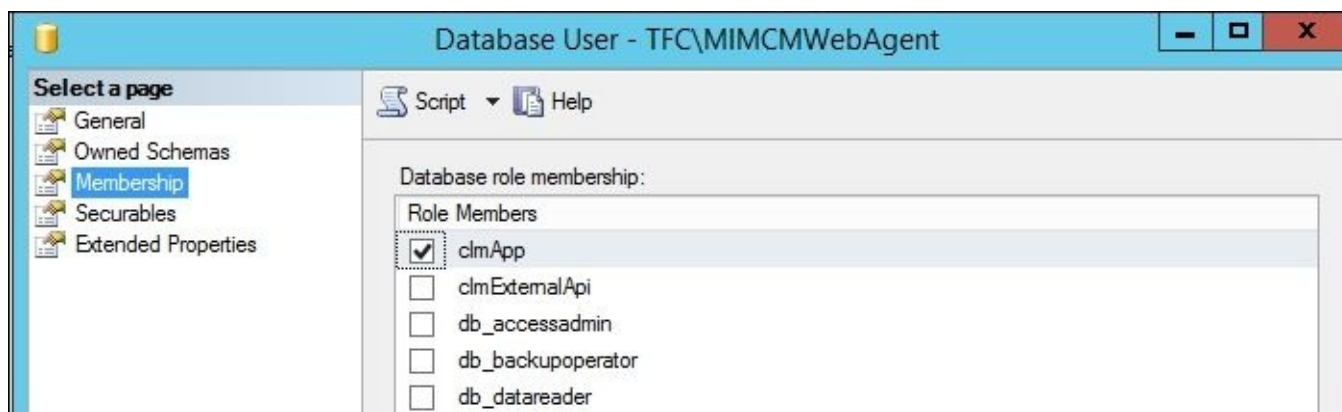 Database User - TFC\MIMCMWebAgent
Select a page
General
Owned Schemas
Membership
Securables
Extended Properties
Script Help
Database role membership:
Role Members
clmApp
clmExternalApi
db_accessadmin
db_backupoperator
db_datareader